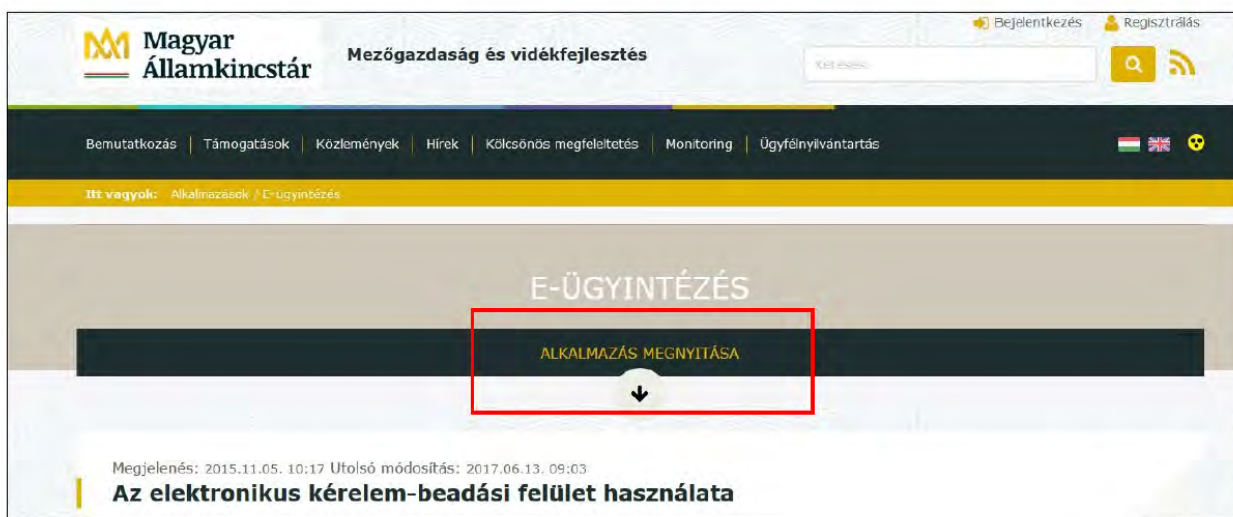 Bejelentkezés Regisztrálás
Magyar
Államkincstár
Mezőgazdaság és vidékfejlesztés
Keresés...
Bemutatkozás | Támogatások | Közlemények | Hírek | Kölcsönös megfeleltetés | Monitoring | Ügyfélnyilvántartás
Itt vagyok: Alkalmazások / E-ügyintézés
E-ÜGYINTÉZÉS
ALKALMAZÁS MEGNYITÁSA
Megjelenés: 2015.11.05. 10:17 Utolsó módosítás: 2017.06.13. 09:03
Az elektronikus kérelem-beadási felület használata